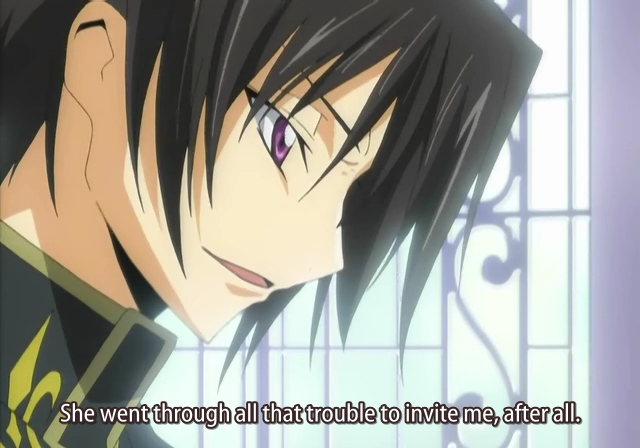 She went through all that trouble to invite me, after all.